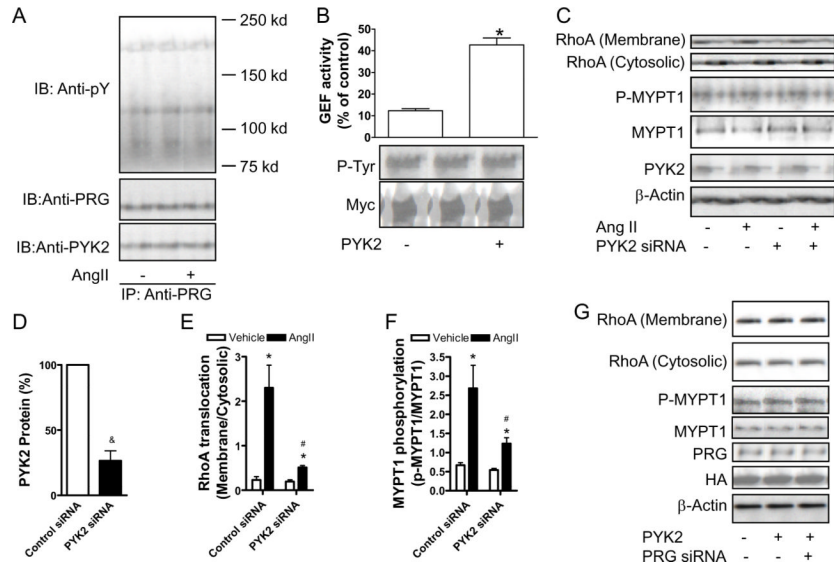 A
IB: Anti-pY
250 kd
150 kd
100 kd
75 kd
IB:Anti-PRG
IB:Anti-PYK2
AngII - +
IP: Anti-PRG
B
GEF activity
(% of control)
50
40
30
20
10
0
*
P-Tyr
Myc
PYK2 - +
C
RhoA (Membrane)
RhoA (Cytosolic)
P-MYPT1
MYPT1
PYK2
β-Actin
Ang II - + - +
PYK2 siRNA - - + +
D
PYK2 Protein (%)
100
75
50
25
0
&
Control siRNA
PYK2 siRNA
E
Vehicle AngII
RhoA translocation
(Membrane/Cytosolic)
3
2
1
0
*
#
*
Control siRNA
PYK2 siRNA
F
Vehicle AngII
MYPT1 phosphorylation
(p-MYPT1/MYPT1)
3.5
3.0
2.5
2.0
1.5
1.0
0.5
0.0
*
#
*
Control siRNA
PYK2 siRNA
G
RhoA (Membrane)
RhoA (Cytosolic)
P-MYPT1
MYPT1
PRG
HA
β-Actin
PYK2 - + +
PRG siRNA - - +